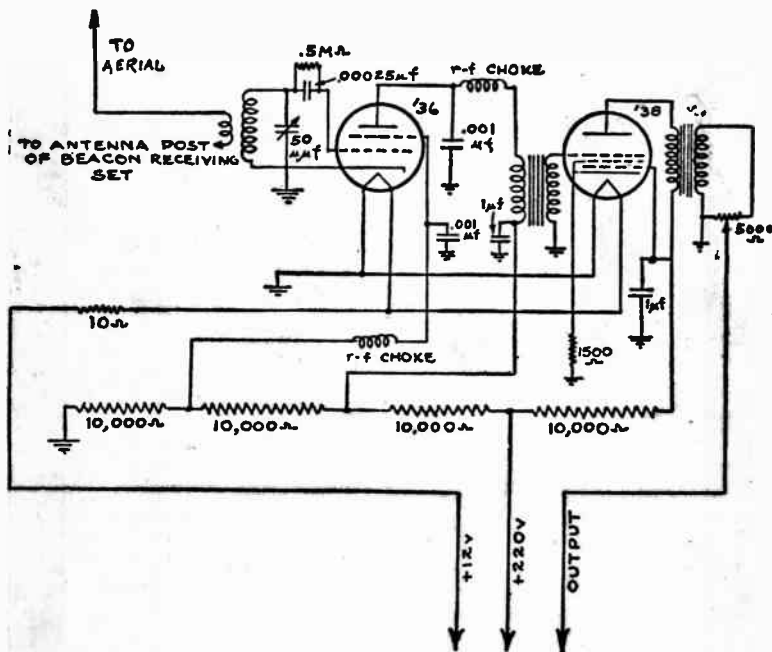 TO
AERIAL
.5MΩ
.00025μf
r-f CHOKE
'36
'38
50
μμf
.001
μf
TO ANTENNA POST
OF BEACON RECEIVING
SET
1μf
.001
μf
5000
Ω
1μf
10Ω
1500
Ω
r-f CHOKE
10,000Ω
10,000Ω
10,000Ω
10,000Ω
+12V
+220V
OUTPUT